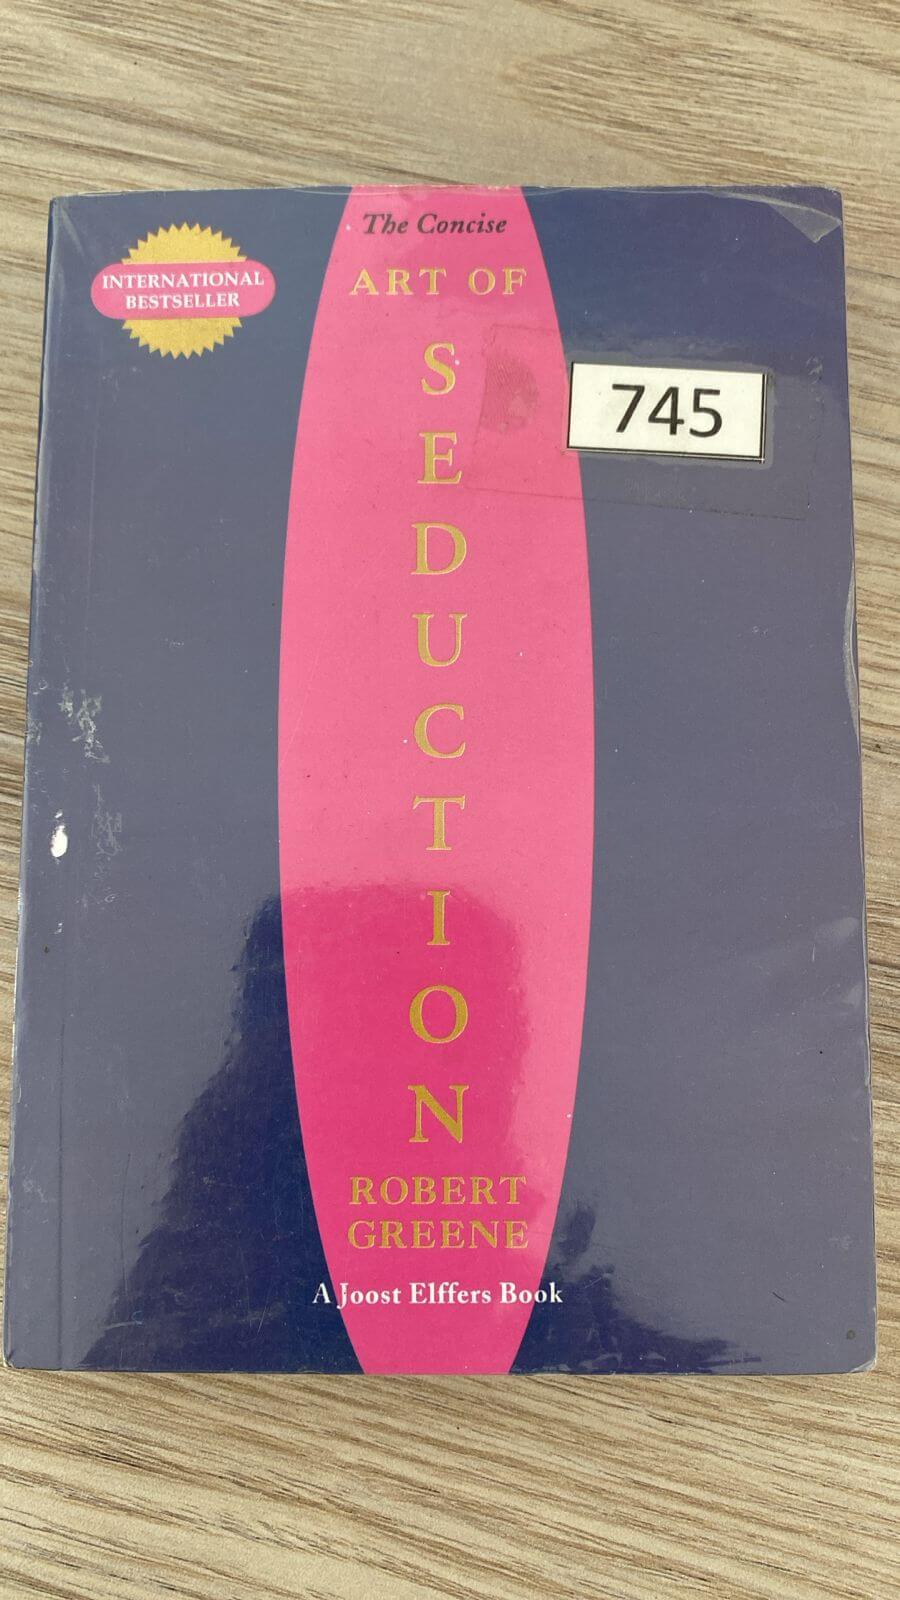 The Concise
ART OF
SEDUCTION
INTERNATIONAL
BESTSELLER
745
ROBERT
GREENE
A Joost Elffers Book